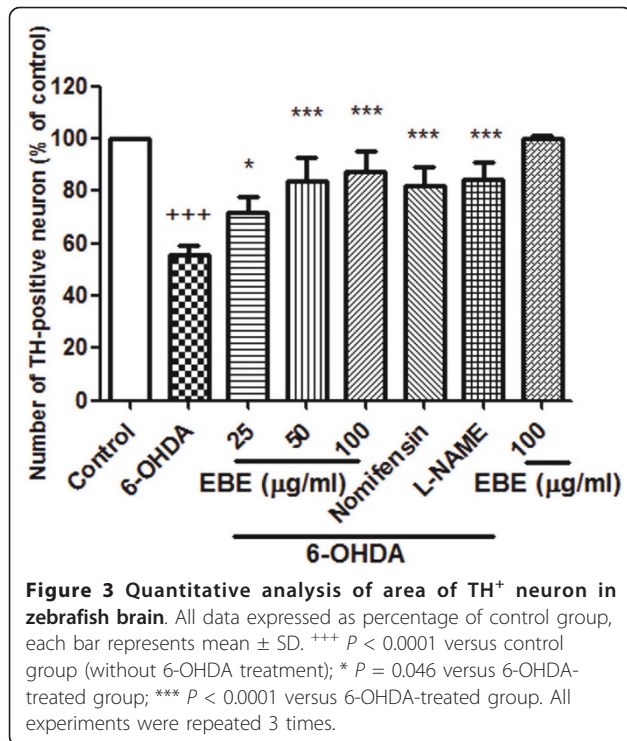 Number of TH-positive neuron (% of control)
120
100
80
60
40
20
0
+++
*
***
***
***
***
Control
6-OHDA
25
50
100
Nomifensin
L-NAME
100
EBE (μg/ml)
EBE (μg/ml)
6-OHDA
Figure 3 Quantitative analysis of area of TH⁺ neuron in
zebrafish brain. All data expressed as percentage of control group,
each bar represents mean ± SD. ⁺⁺⁺ P < 0.0001 versus control
group (without 6-OHDA treatment); * P = 0.046 versus 6-OHDA-
treated group; *** P < 0.0001 versus 6-OHDA-treated group. All
experiments were repeated 3 times.